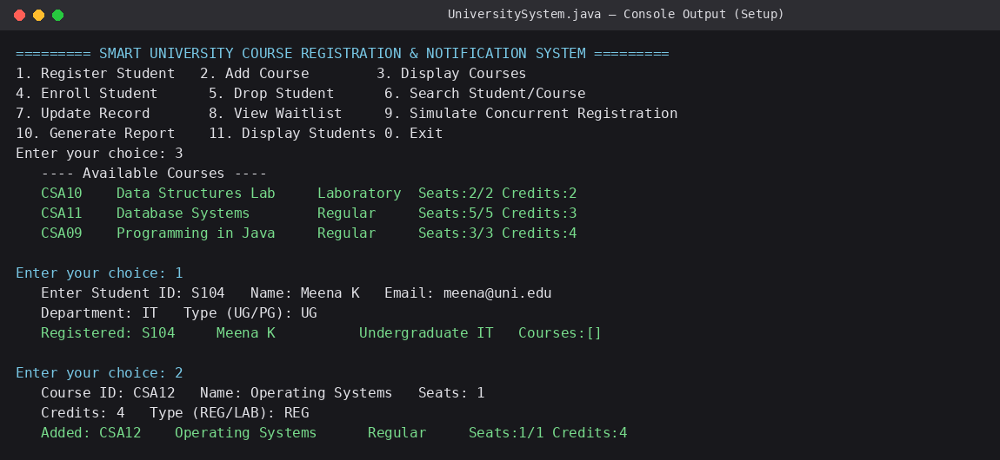 UniversitySystem.java — Console Output (Setup)
========= SMART UNIVERSITY COURSE REGISTRATION & NOTIFICATION SYSTEM =========
1. Register Student   2. Add Course        3. Display Courses
4. Enroll Student      5. Drop Student      6. Search Student/Course
7. Update Record       8. View Waitlist     9. Simulate Concurrent Registration
10. Generate Report    11. Display Students 0. Exit
Enter your choice: 3
   ---- Available Courses ----
   CSA10    Data Structures Lab     Laboratory  Seats:2/2 Credits:2
   CSA11    Database Systems        Regular     Seats:5/5 Credits:3
   CSA09    Programming in Java     Regular     Seats:3/3 Credits:4
Enter your choice: 1
   Enter Student ID: S104   Name: Meena K   Email: meena@uni.edu
   Department: IT   Type (UG/PG): UG
   Registered: S104     Meena K          Undergraduate IT   Courses:[]
Enter your choice: 2
   Course ID: CSA12   Name: Operating Systems   Seats: 1
   Credits: 4   Type (REG/LAB): REG
   Added: CSA12    Operating Systems      Regular     Seats:1/1 Credits:4